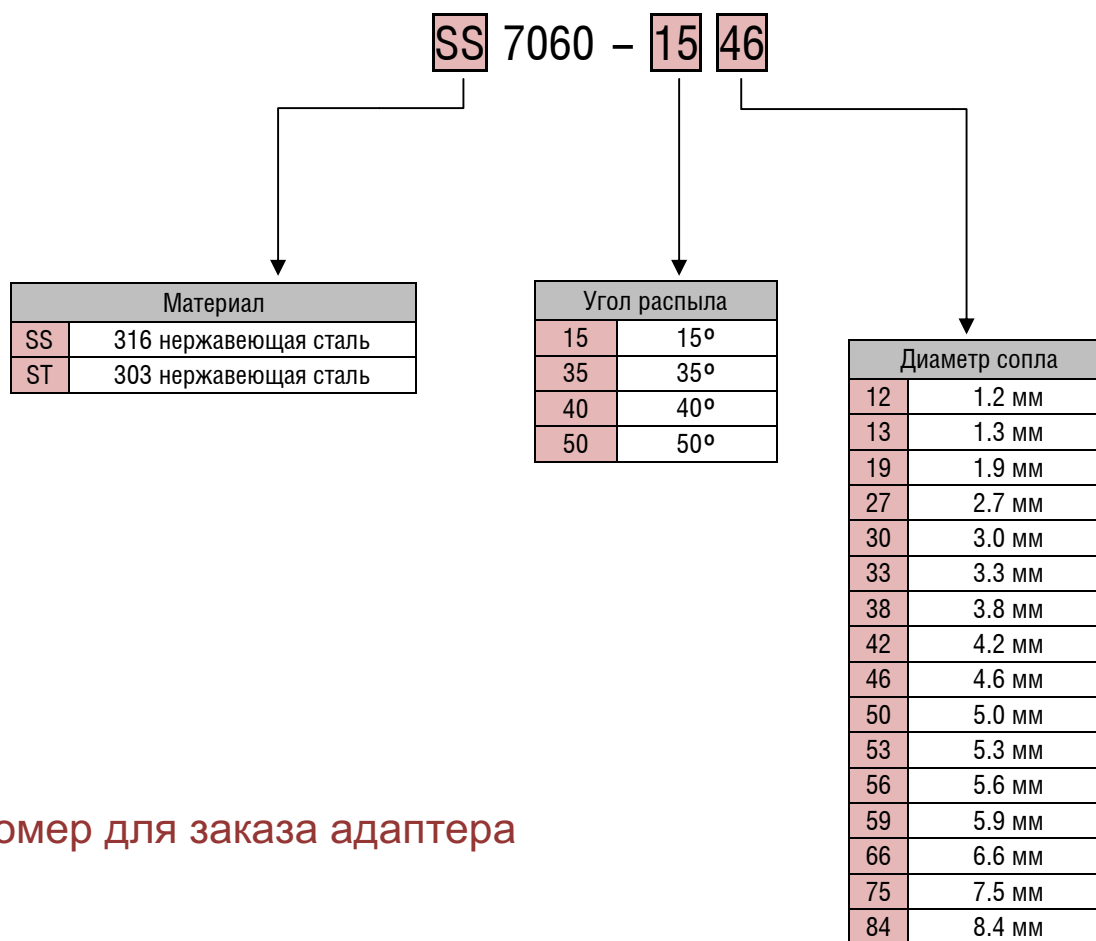 SS 7060 – 15 46
Материал
SS 316 нержавеющая сталь
ST 303 нержавеющая сталь
Угол распыла
15 15º
35 35º
40 40º
50 50º
Диаметр сопла
12 1.2 мм
13 1.3 мм
19 1.9 мм
27 2.7 мм
30 3.0 мм
33 3.3 мм
38 3.8 мм
42 4.2 мм
46 4.6 мм
50 5.0 мм
53 5.3 мм
56 5.6 мм
59 5.9 мм
66 6.6 мм
75 7.5 мм
84 8.4 мм
омер для заказа адаптера